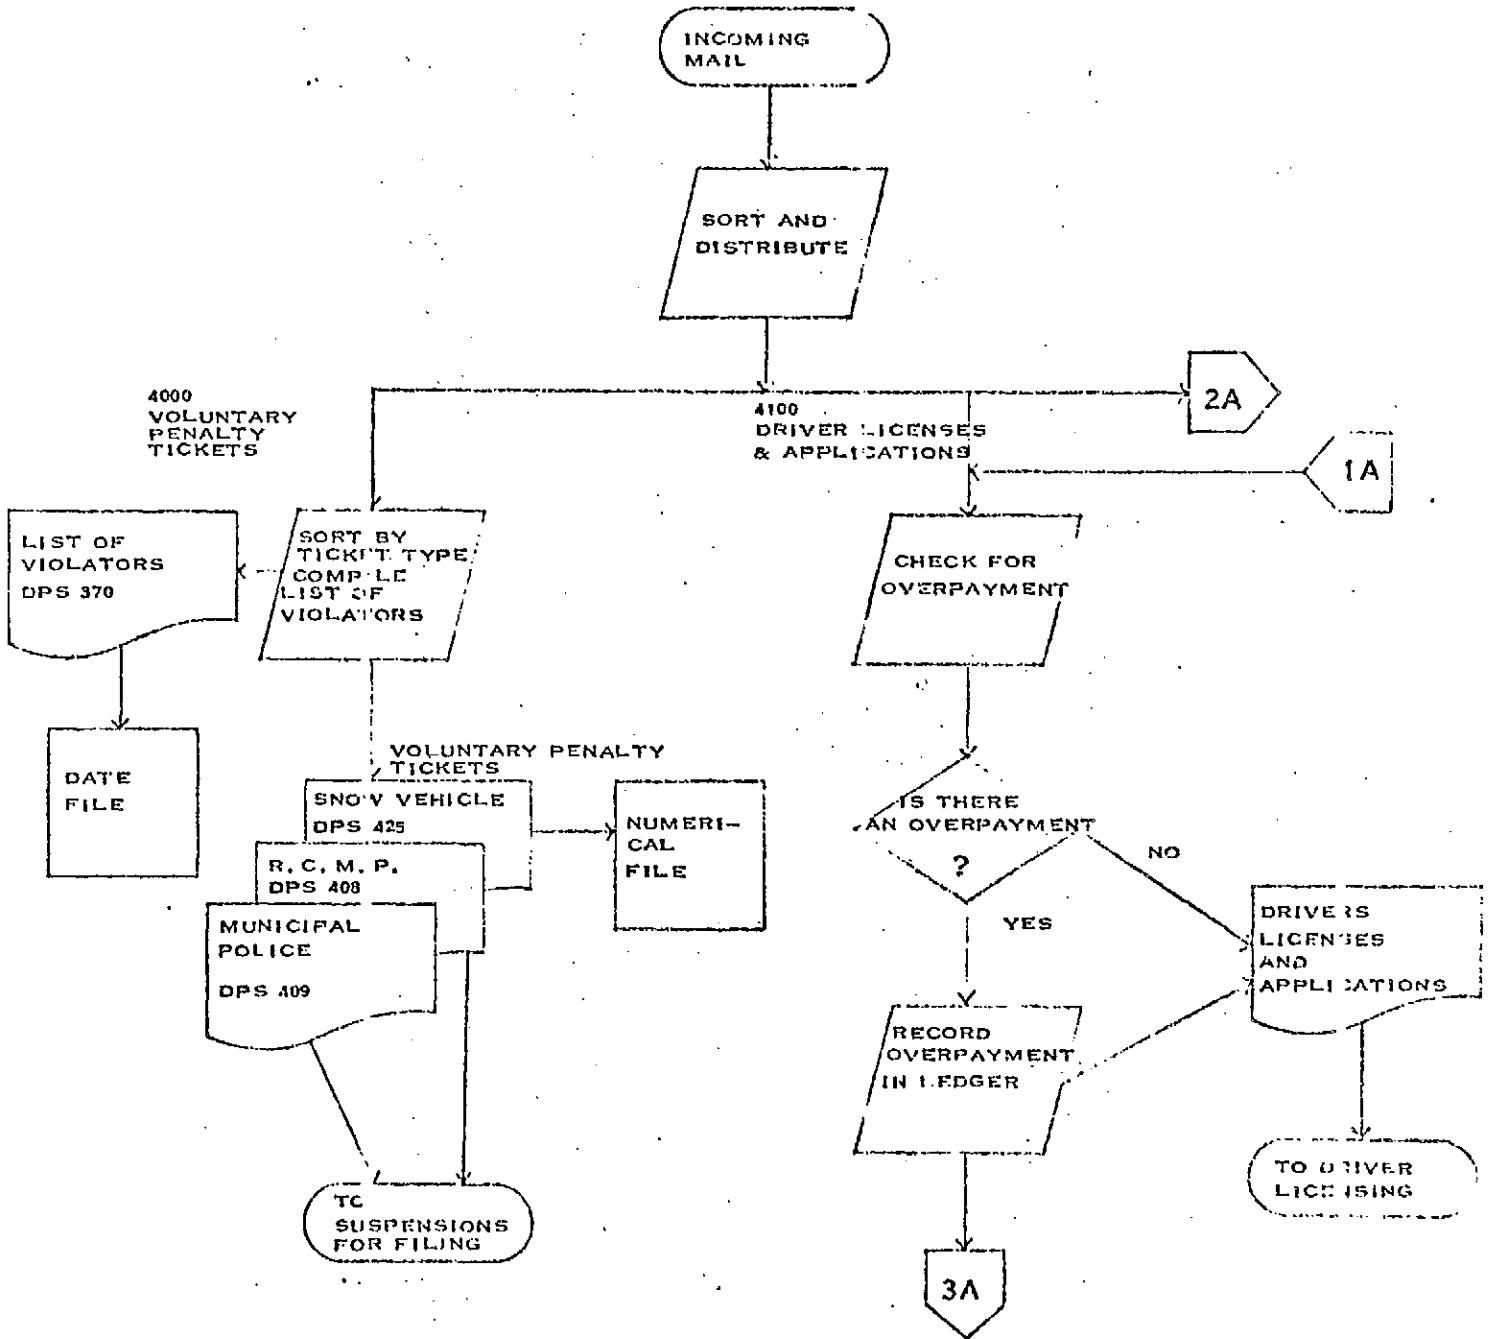 INCOMING
MAIL
SORT AND
DISTRIBUTE
2A
4000
VOLUNTARY
PENALTY
TICKETS
4100
DRIVER LICENSES
& APPLICATIONS
1A
LIST OF
VIOLATORS
DPS 370
SORT BY
TICKET TYPE
COMPILE
LIST OF
VIOLATORS
CHECK FOR
OVERPAYMENT
DATE
FILE
VOLUNTARY PENALTY
TICKETS
SNOW VEHICLE
DPS 425
R. C. M. P.
DPS 408
MUNICIPAL
POLICE
DPS 409
NUMERI-
CAL
FILE
IS THERE
AN OVERPAYMENT
?
NO
YES
DRIVERS
LICENSES
AND
APPLICATIONS
RECORD
OVERPAYMENT
IN LEDGER
TO
SUSPENSIONS
FOR FILING
TO DRIVER
LICENSING
3A